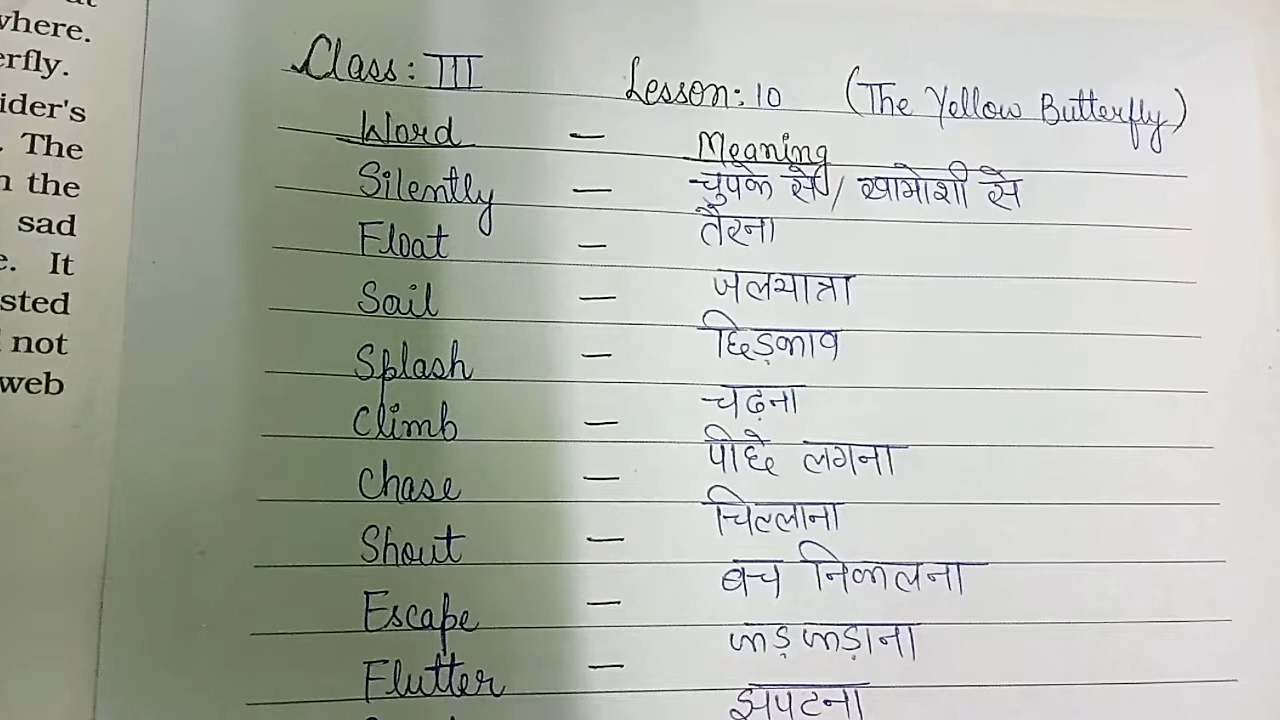 where.
erfly.
ider's
. The
n the
sad
e. It
sted
not
web
Class: III Lesson: 10 (The Yellow Butterfly)
Word — Meaning
Silently — चुपके से / खामोशी से
Float — तैरना
Sail — जलयात्रा
Splash — छिड़काव
Climb — चढ़ना
Chase — पीछे लगना
Shout — चिल्लाना
Escape — बच निकलना
Flutter — फड़फड़ाना
झपटना